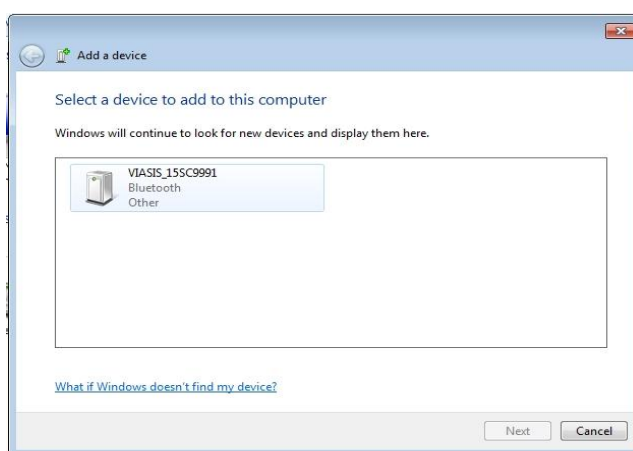 Add a device
Select a device to add to this computer
Windows will continue to look for new devices and display them here.
VIASIS_15SC9991
Bluetooth
Other
What if Windows doesn't find my device?
Next
Cancel